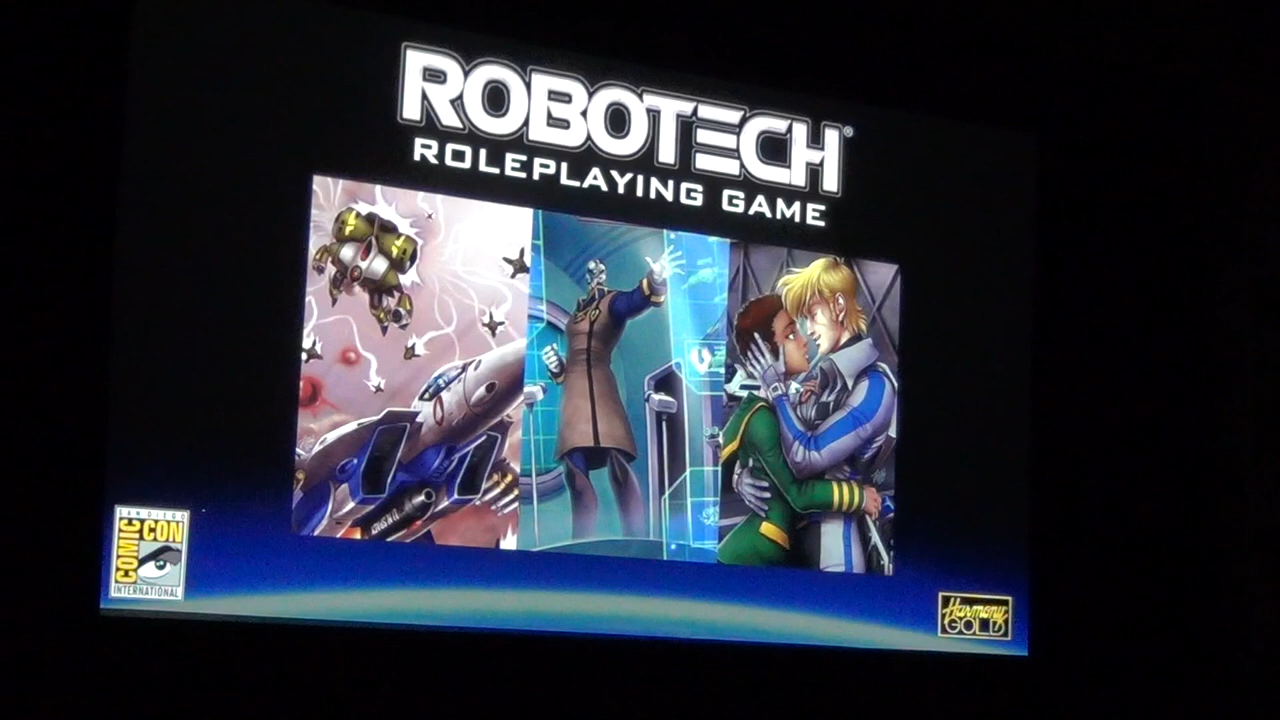 ROBOTECH®
ROLEPLAYING GAME
SAN DIEGO
COMIC CON
INTERNATIONAL
Harmony
GOLD